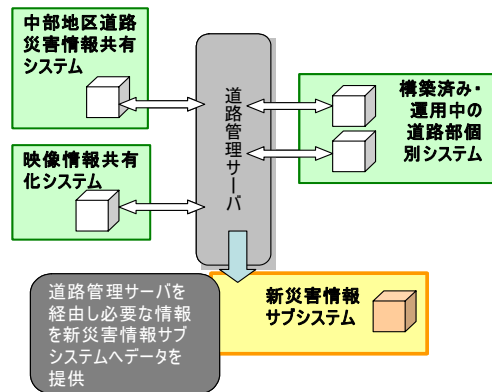 中部地区道路
災害情報共有
システム
道路管理サーバ
構築済み・
運用中の
道路部個
別システム
映像情報共有
化システム
道路管理サーバを
経由し必要な情報
を新災害情報サブ
システムへデータを
提供
新災害情報
サブシステム